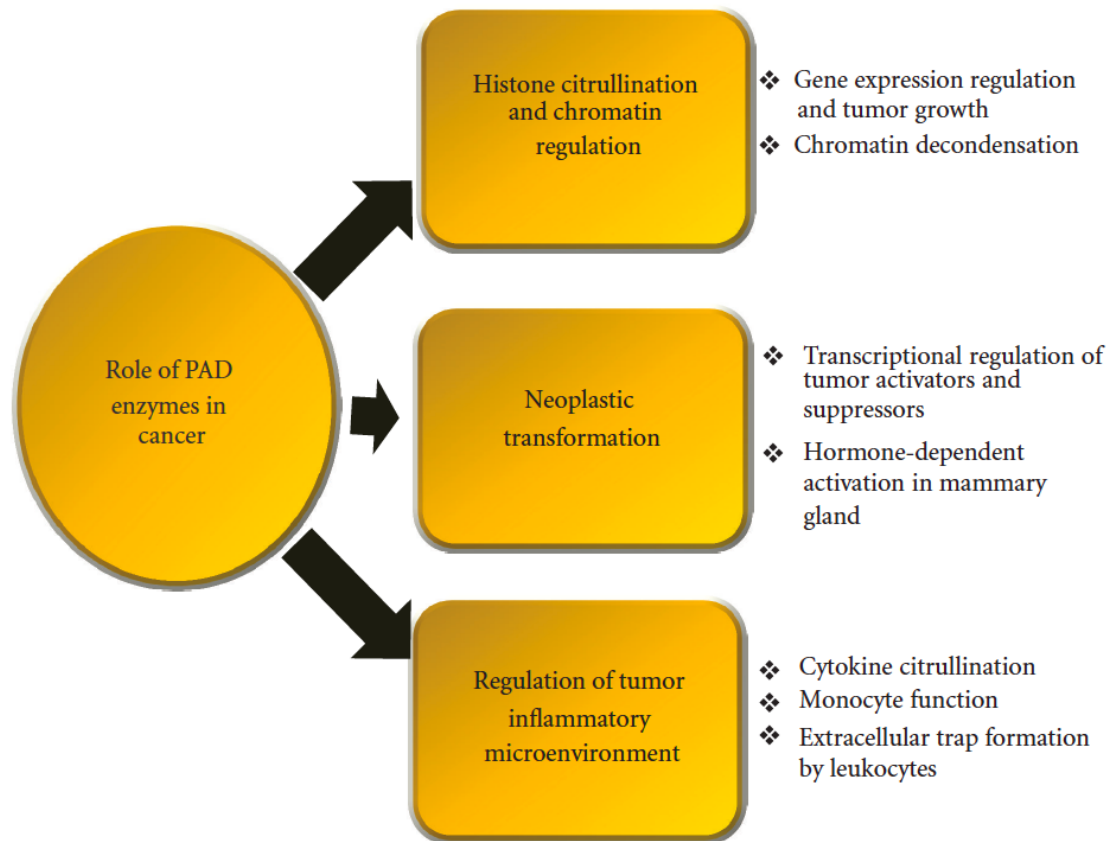 Role of PAD
enzymes in
cancer
Histone citrullination
and chromatin
regulation
❖ Gene expression regulation
and tumor growth
❖ Chromatin decondensation
Neoplastic
transformation
❖ Transcriptional regulation of
tumor activators and
suppressors
❖ Hormone-dependent
activation in mammary
gland
Regulation of tumor
inflammatory
microenvironment
❖ Cytokine citrullination
❖ Monocyte function
❖ Extracellular trap formation
by leukocytes